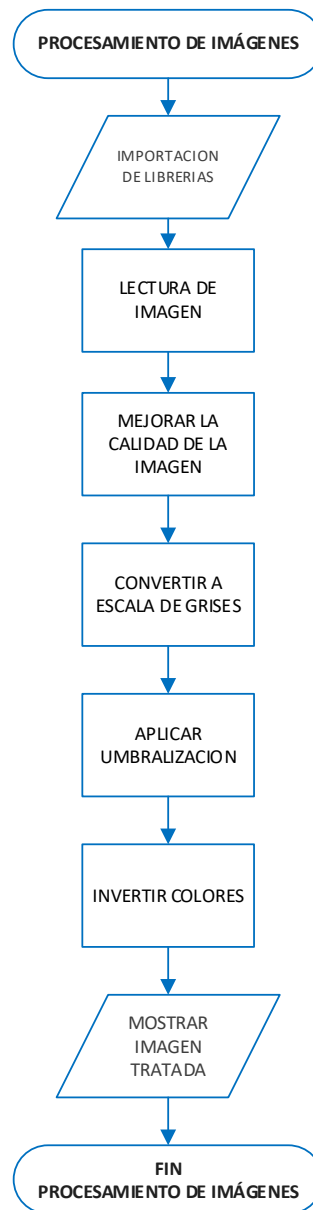 PROCESAMIENTO DE IMÁGENES
IMPORTACION
DE LIBRERIAS
LECTURA DE
IMAGEN
MEJORAR LA
CALIDAD DE LA
IMAGEN
CONVERTIR A
ESCALA DE GRISES
APLICAR
UMBRALIZACION
INVERTIR COLORES
MOSTRAR
IMAGEN
TRATADA
FIN
PROCESAMIENTO DE IMÁGENES